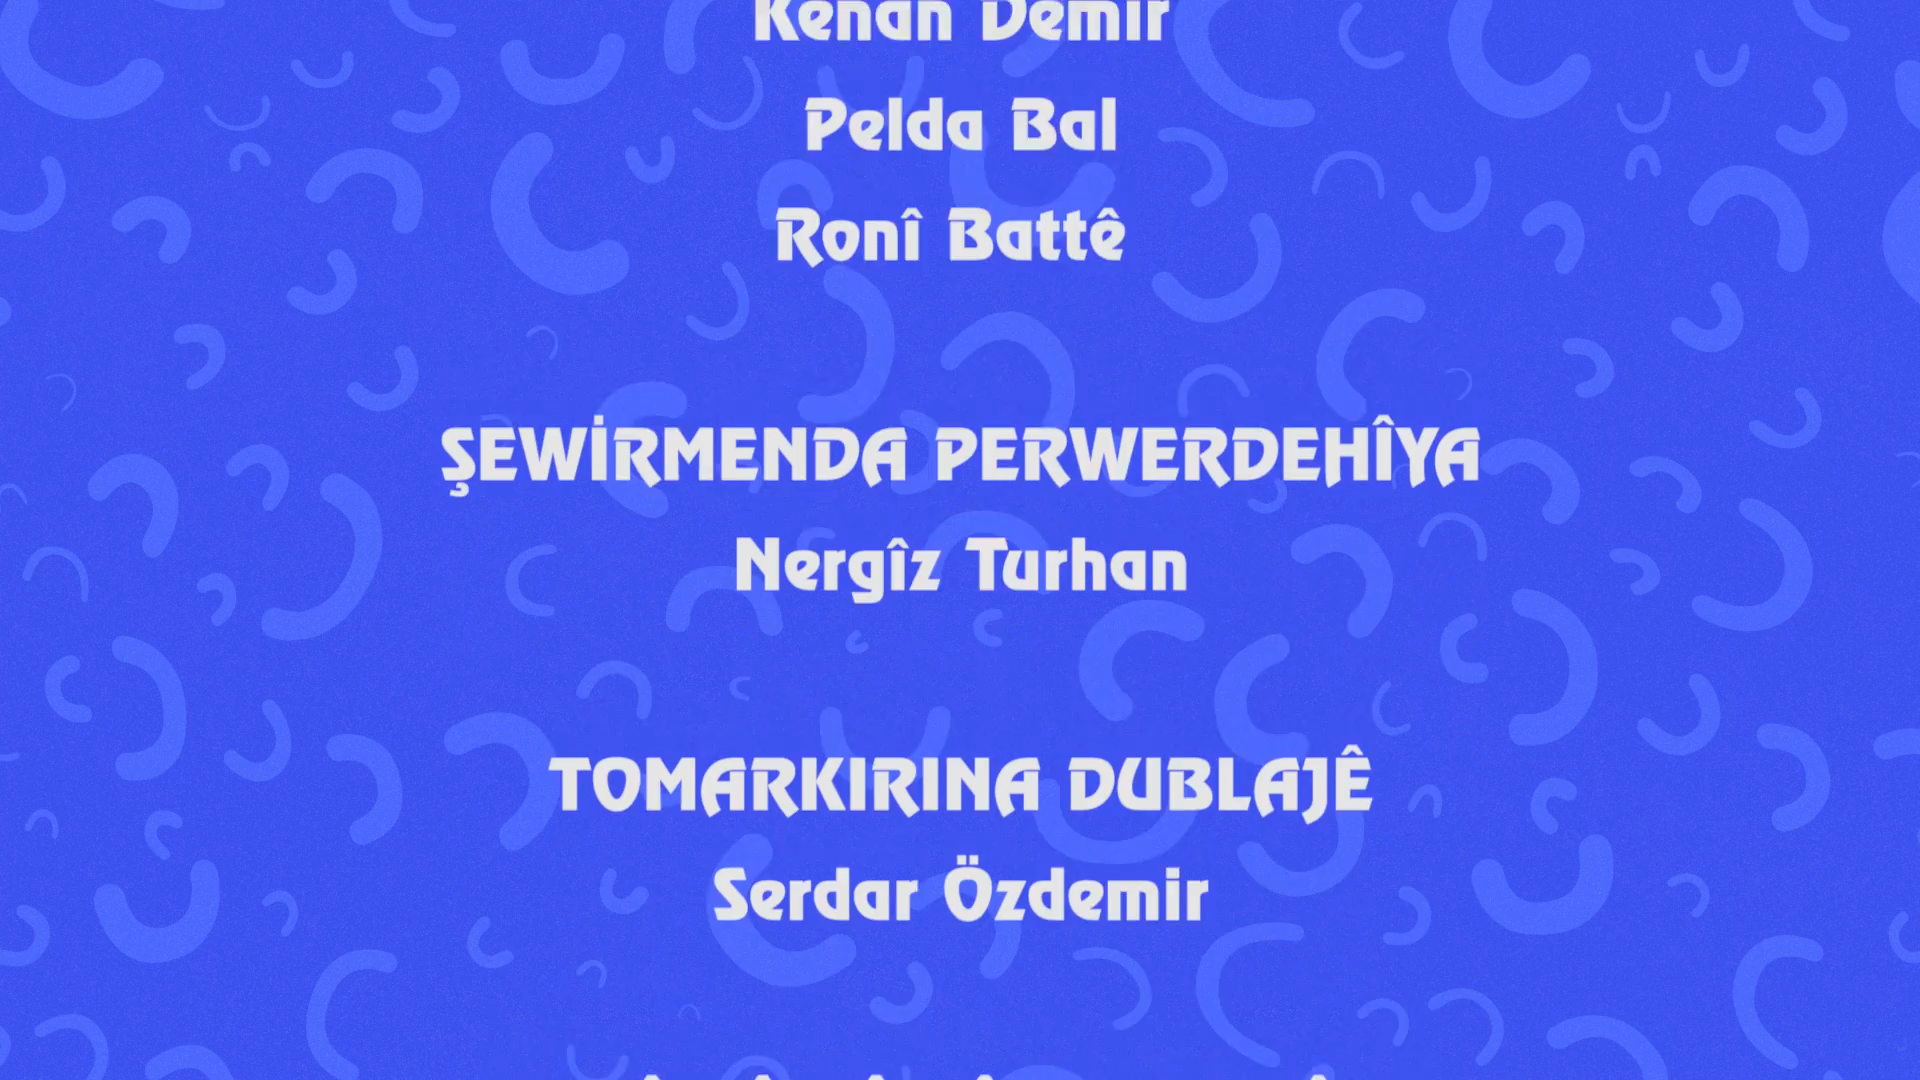 Kenan Demir
Pelda Bal
Ronî Battê
ŞEWİRMENDA PERWERDEHÎYA
Nergîz Turhan
TOMARKIRINA DUBLAJÊ
Serdar Özdemir